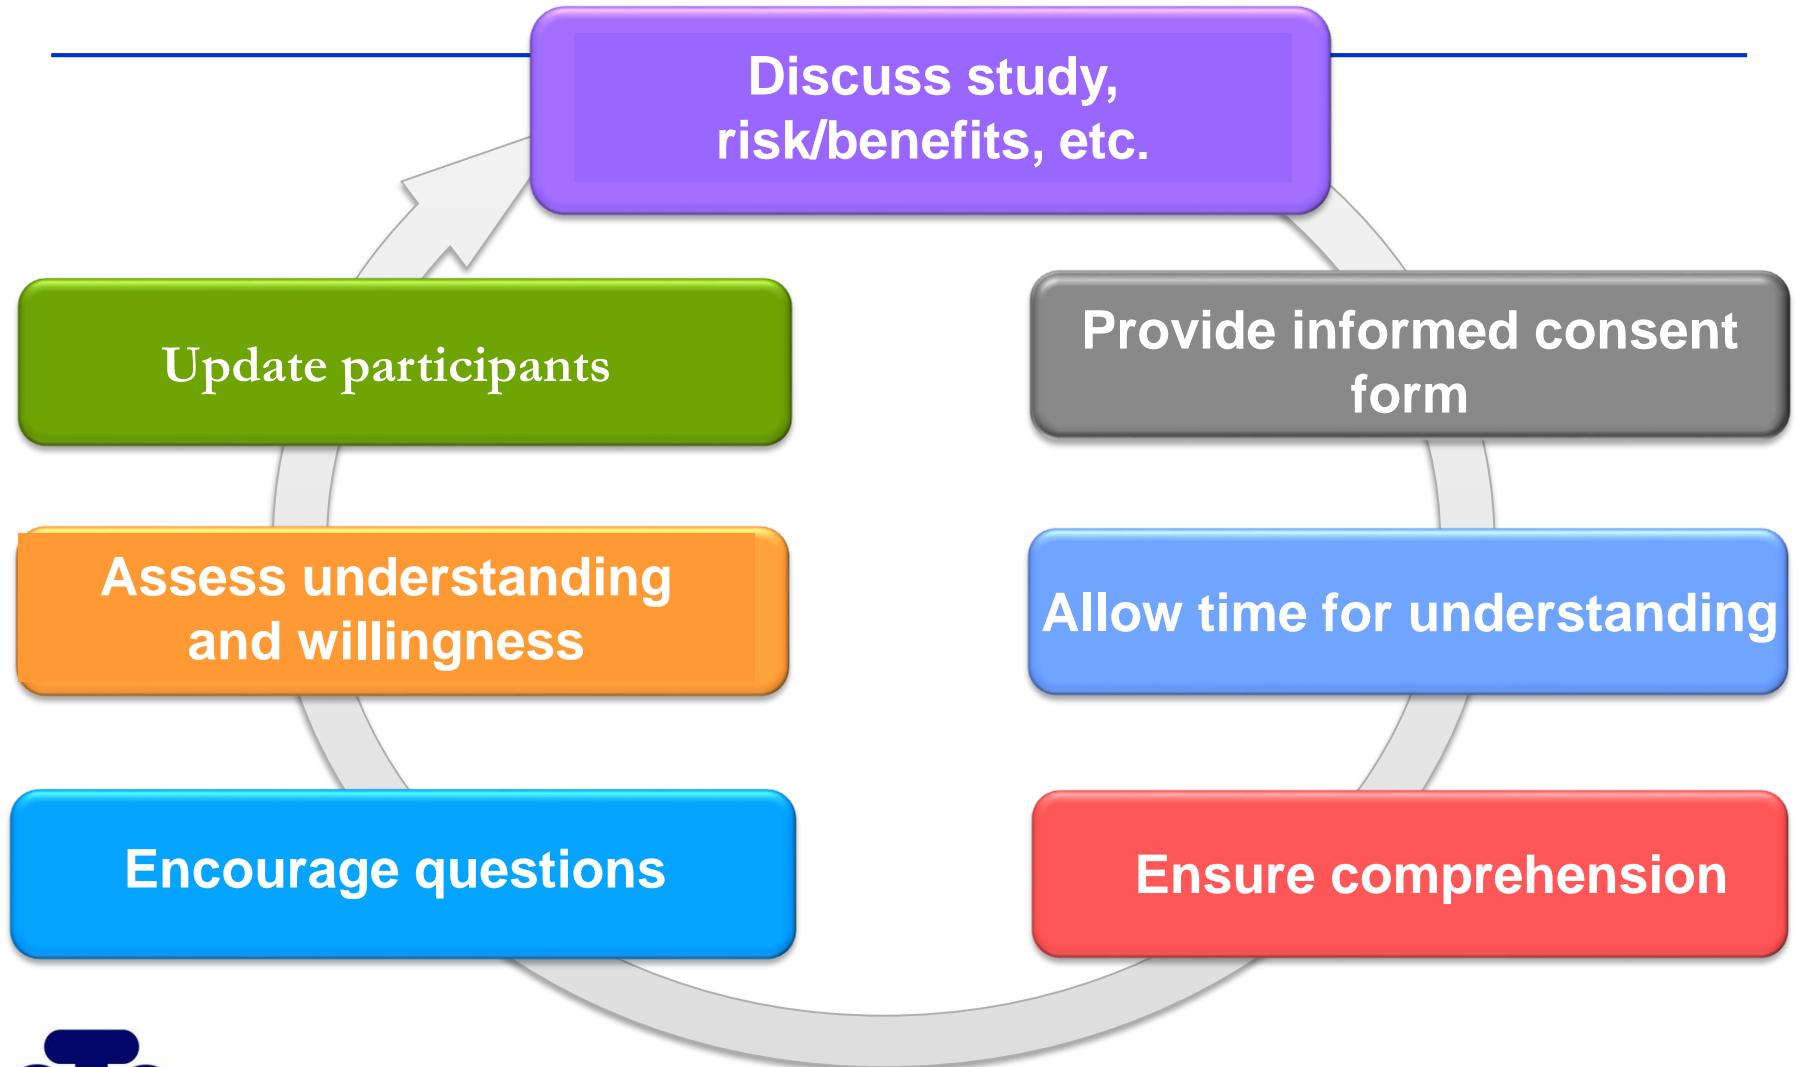 Discuss study,
risk/benefits, etc.
Provide informed consent
form
Allow time for understanding
Ensure comprehension
Encourage questions
Assess understanding
and willingness
Update participants